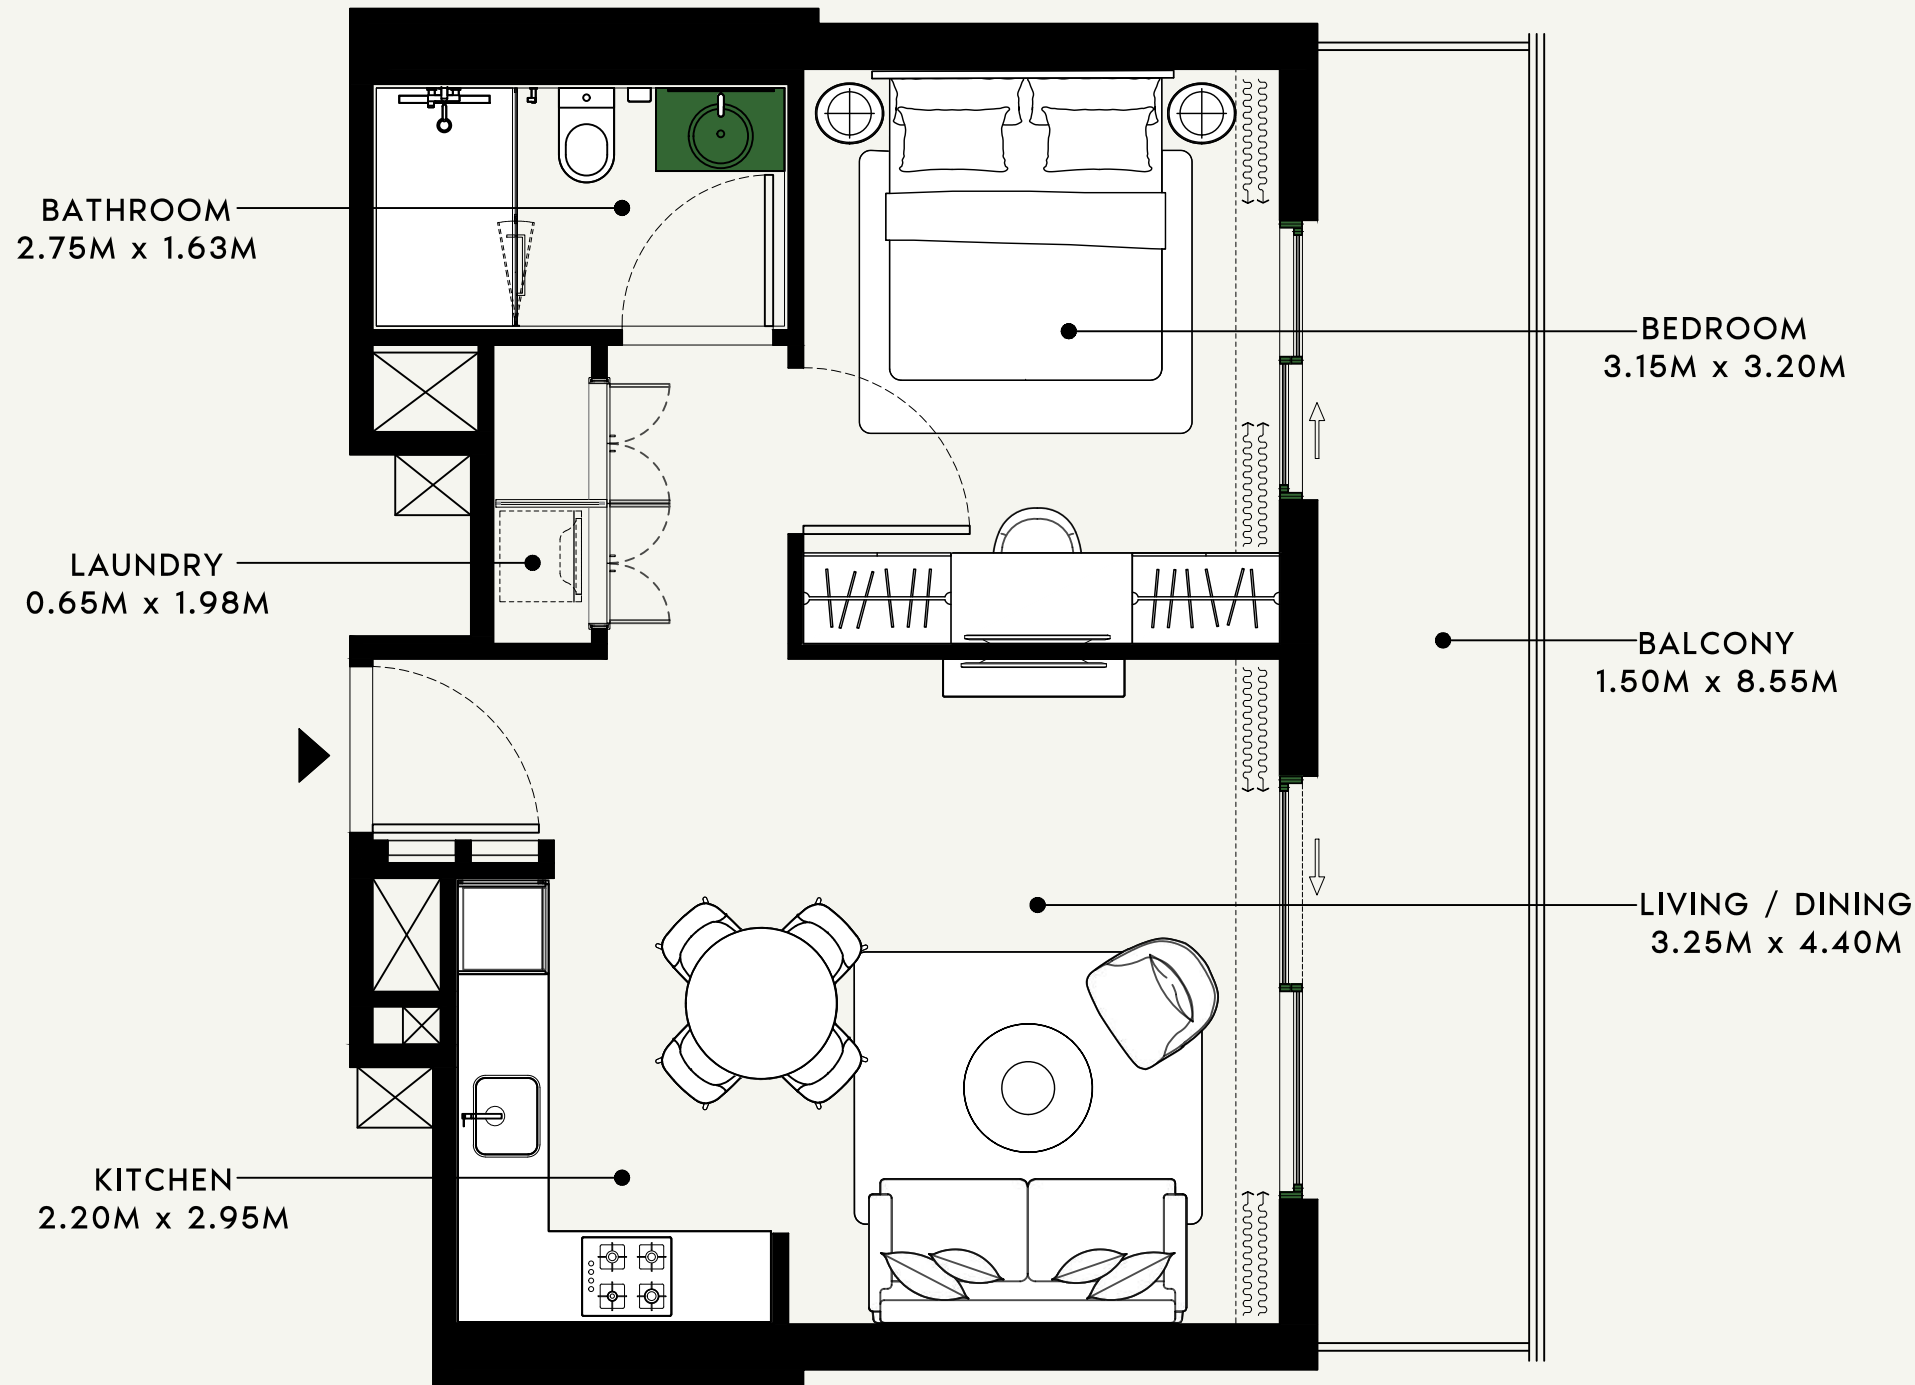 BATHROOM
2.75M x 1.63M
BEDROOM
3.15M x 3.20M
LAUNDRY
0.65M x 1.98M
BALCONY
1.50M x 8.55M
LIVING / DINING
3.25M x 4.40M
KITCHEN
2.20M x 2.95M